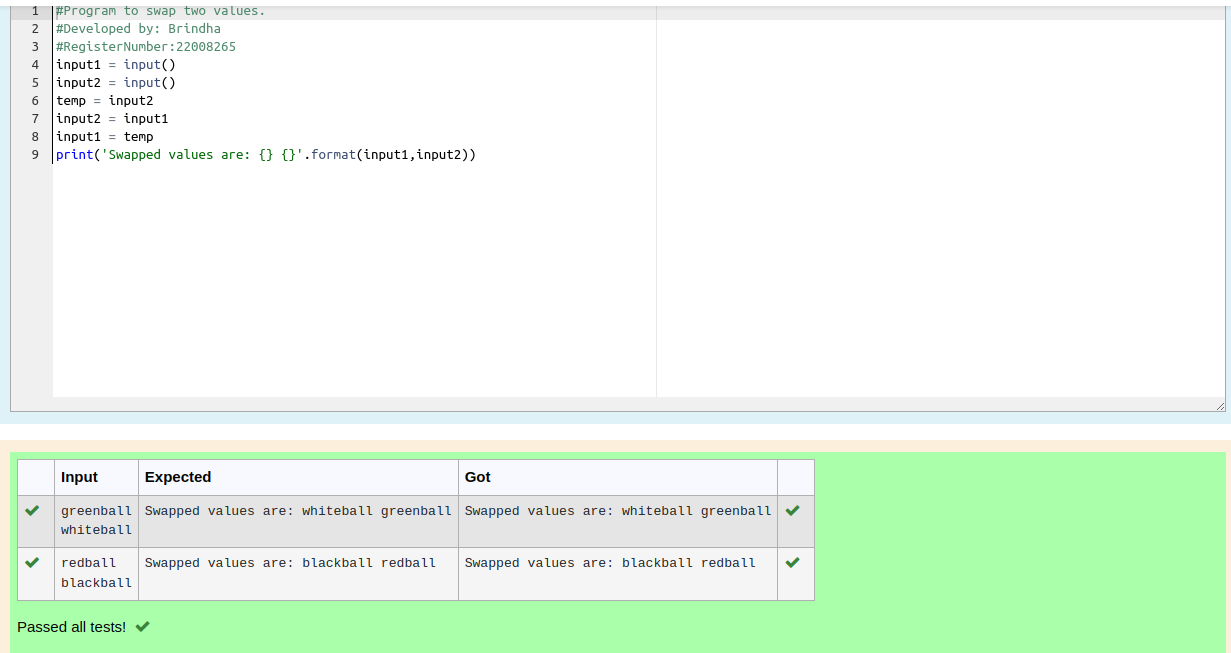 1 #Program to swap two values.
2 #Developed by: Brindha
3 #RegisterNumber:22008265
4 input1 = input()
5 input2 = input()
6 temp = input2
7 input2 = input1
8 input1 = temp
9 print('Swapped values are: {} {}'.format(input1,input2))
Input Expected Got
greenball Swapped values are: whiteball greenball Swapped values are: whiteball greenball
whiteball
redball Swapped values are: blackball redball Swapped values are: blackball redball
blackball
Passed all tests!